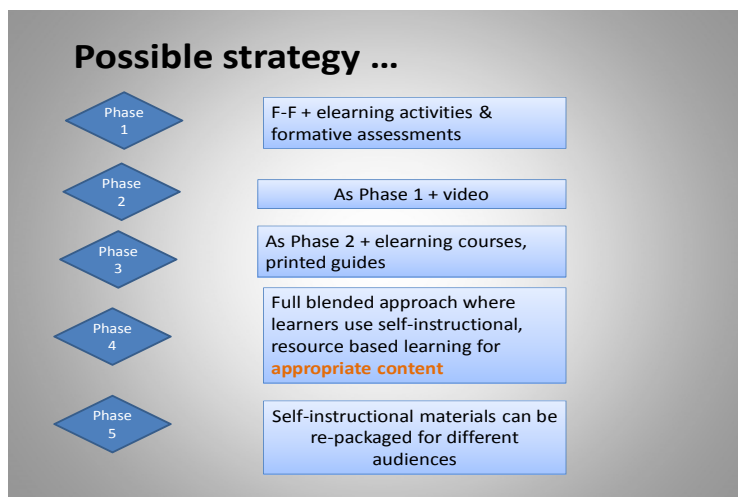 Possible strategy ...
Phase
1
F-F + elearning activities &
formative assessments
Phase
2
As Phase 1 + video
Phase
3
As Phase 2 + elearning courses,
printed guides
Phase
4
Full blended approach where
learners use self-instructional,
resource based learning for
appropriate content
Phase
5
Self-instructional materials can be
re-packaged for different
audiences